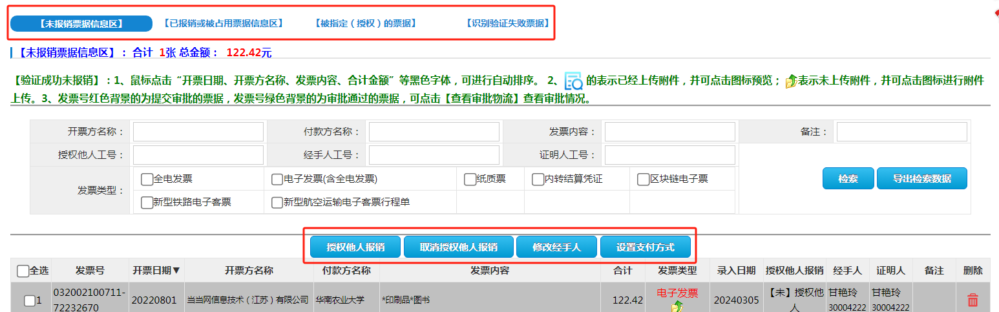 【未报销票据信息区】 【已报销或被占用票据信息区】 【被指定（授权）的票据】 【识别验证失败票据】
【未报销票据信息区】： 合计 1张 总金额： 122.42元
【验证成功未报销】：1、鼠标点击“开票日期、开票方名称、发票内容、合计金额”等黑色字体，可进行自动排序。 2、 的表示已经上传附件，并可点击图标预览； 表示未上传附件，并可点击图标进行附件
上传。3、发票号红色背景的为提交审批的票据，发票号绿色背景的为审批通过的票据，可点击【查看审批物流】查看审批情况。
开票方名称： 付款方名称： 发票内容： 备注：
授权他人工号： 经手人工号： 证明人工号：
发票类型： 全电发票 电子发票(含全电发票) 纸质票 内转结算凭证 区块链电子票
新型铁路电子客票 新型航空运输电子客票行程单
检索 导出检索数据
授权他人报销 取消授权他人报销 修改经手人 设置支付方式
全选 发票号 开票日期▼ 开票方名称 付款方名称 发票内容 合计 发票类型 录入日期 授权他人报销 经手人 证明人 备注 删除
1 032002100711- 20220801 当当网信息技术（江苏）有限公司 华南农业大学 *印刷品*图书 122.42 电子发票 20240305 【未】授权他 甘艳玲 甘艳玲
72232670 人 30004222 30004222